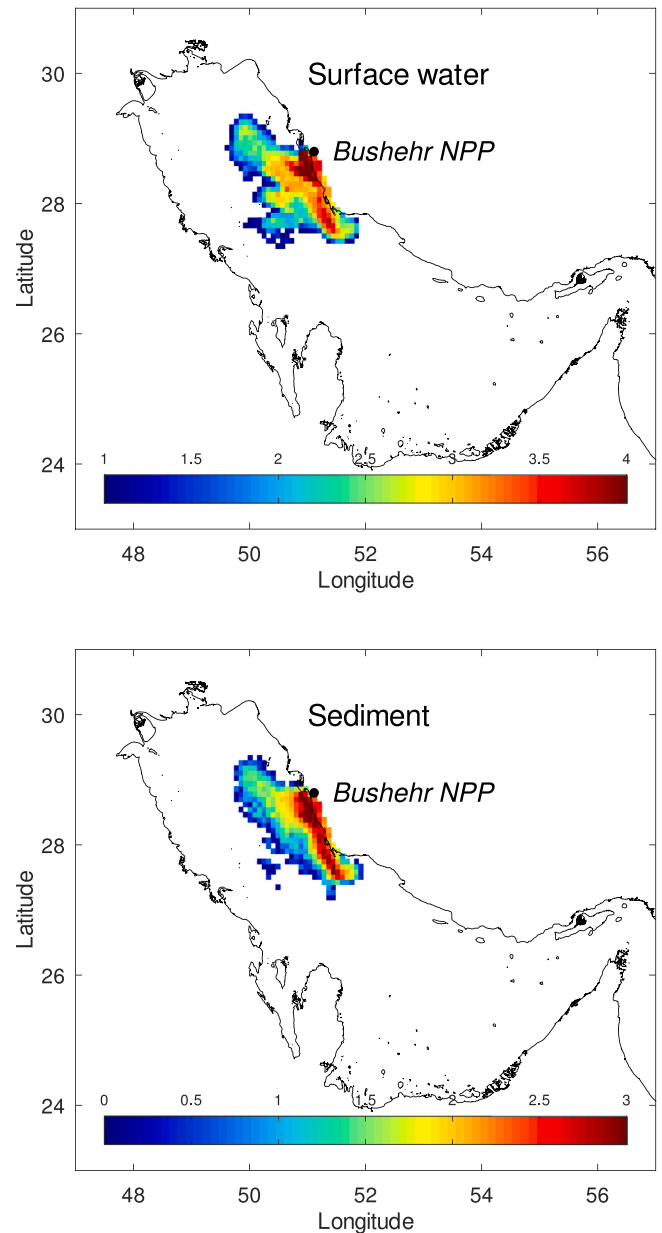 30
Surface water
Bushehr NPP
28
Latitude
26
24
1 1.5 2 2.5 3 3.5 4
48 50 52 54 56
Longitude
30
Sediment
Bushehr NPP
28
Latitude
26
24
0 0.5 1 1.5 2 2.5 3
48 50 52 54 56
Longitude